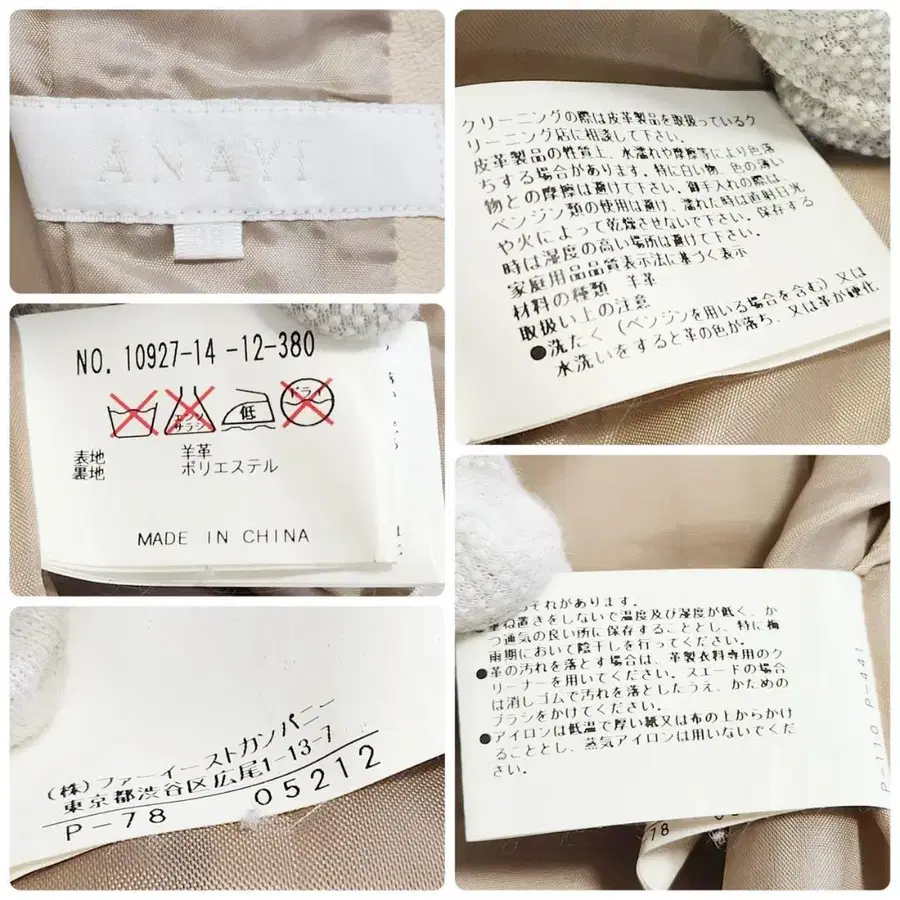 ANAYI
38
クリーニングの際は皮革製品を取扱っているク
リーニング店に相談して下さい。
皮革製品の性質上、水濡れや摩擦等により色落
ちする場合があります。特に白い物、色の薄い
物との摩擦は避けて下さい。御手入れの際は
ベンジン類の使用は避け、濡れた時は直射日光
や火によって乾燥させないで下さい。保存する
時は湿度の高い場所は避けて下さい。
家庭用品品質表示法に基づく表示
材料の種類 羊革
取扱い上の注意
●洗たく(ベンジンを用いる場合を含む)又は
水洗いをすると革の色が落ち、又は革が硬化
NO. 10927-14-12-380
エンソ
サラシ
低
ドライ
表地 羊革
裏地 ポリエステル
MADE IN CHINA
それがあります。
重ね置きをしないで温度及び湿度が低く、か
つ通気の良い所に保存することとし、特に梅
雨期において陰干しを行ってください。
●革の汚れを落とす場合は、革製衣料専用のク
リーナーを用いてください。スエードの場合
は消しゴムで汚れを落としたうえ、かための
ブラシをかけてください。
●アイロンは低温で厚い紙又は布の上からかけ
ることとし、蒸気アイロンは用いないでくだ
さい。
P-110 P-441
78
(株)ファーイーストカンパニー
東京都渋谷区広尾1-13-7
P-78 05212